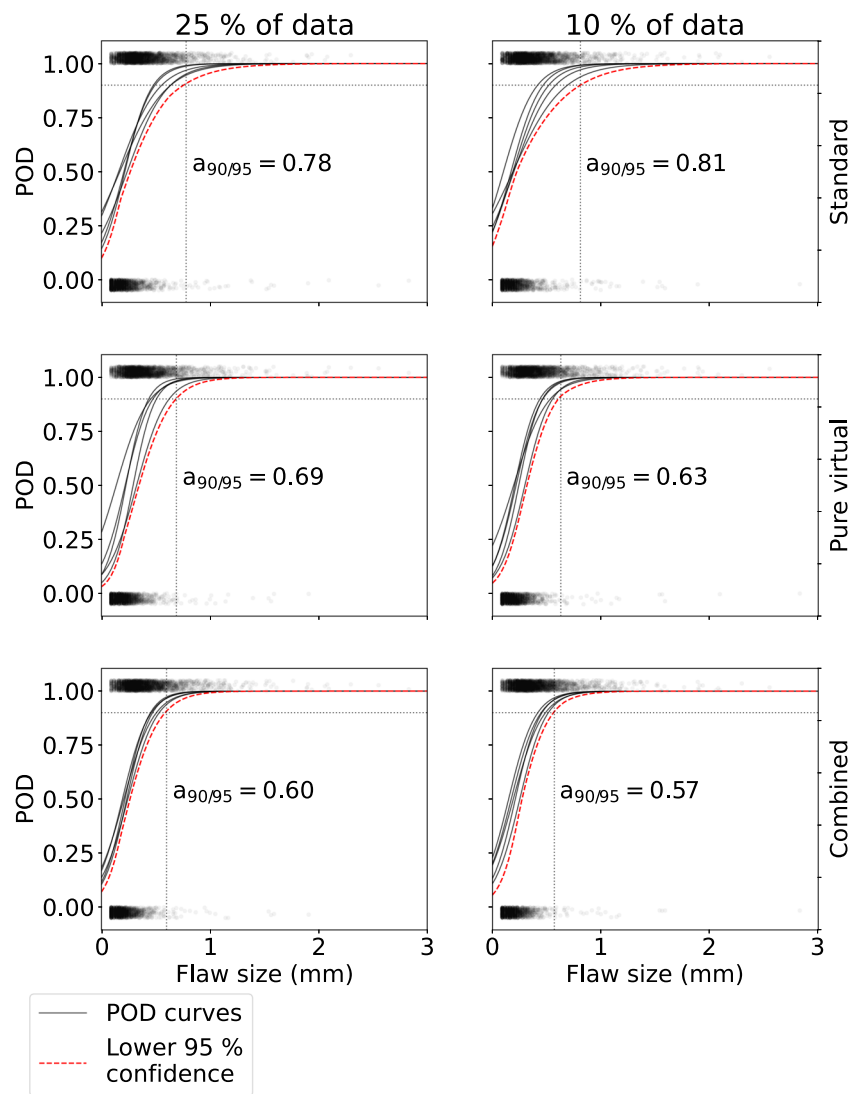 25 % of data
10 % of data
1.00
0.75
0.50
0.25
0.00
POD
a90/95 = 0.78
a90/95 = 0.81
Standard
1.00
0.75
0.50
0.25
0.00
POD
a90/95 = 0.69
a90/95 = 0.63
Pure virtual
1.00
0.75
0.50
0.25
0.00
POD
a90/95 = 0.60
a90/95 = 0.57
Combined
0 1 2 3
0 1 2 3
Flaw size (mm)
Flaw size (mm)
POD curves
Lower 95 %
confidence